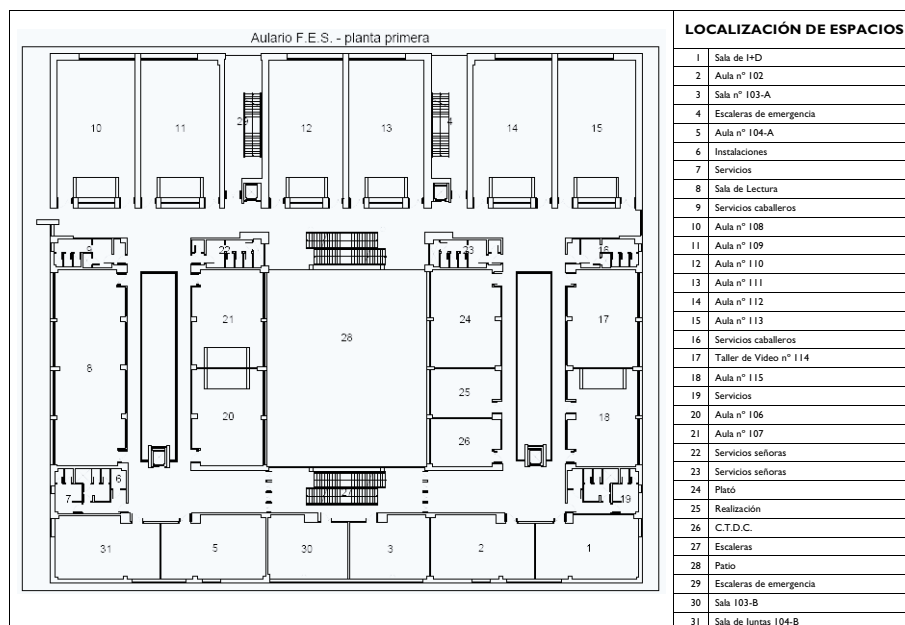 Aulario F.E.S. - planta primera
10
11
29
12
13
4
14
15
9
22
23
16
8
21
28
24
17
20
25
26
18
7
6
27
19
31
5
30
3
2
1
LOCALIZACIÓN DE ESPACIOS
1 Sala de I+D
2 Aula nº 102
3 Sala nº 103-A
4 Escaleras de emergencia
5 Aula nº 104-A
6 Instalaciones
7 Servicios
8 Sala de Lectura
9 Servicios caballeros
10 Aula nº 108
11 Aula nº 109
12 Aula nº 110
13 Aula nº 111
14 Aula nº 112
15 Aula nº 113
16 Servicios caballeros
17 Taller de Video nº 114
18 Aula nº 115
19 Servicios
20 Aula nº 106
21 Aula nº 107
22 Servicios señoras
23 Servicios señoras
24 Plató
25 Realización
26 C.T.D.C.
27 Escaleras
28 Patio
29 Escaleras de emergencia
30 Sala 103-B
31 Sala de Juntas 104-B